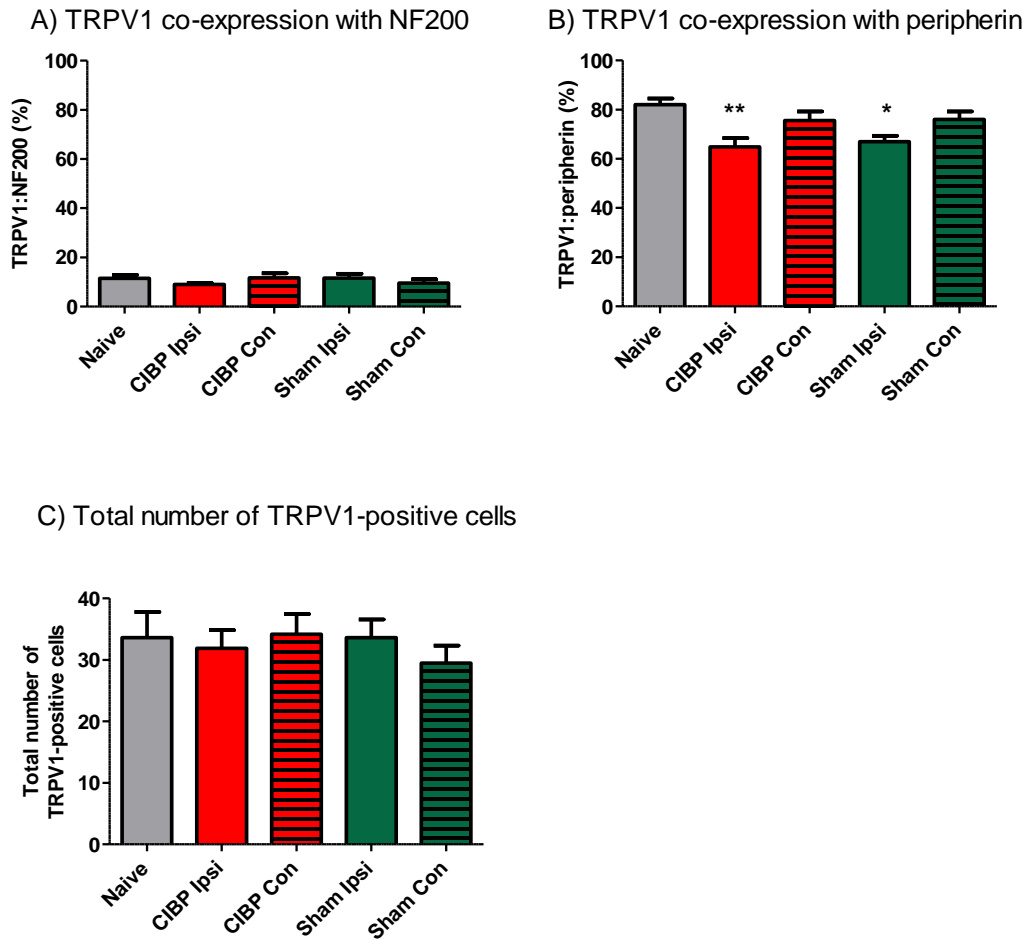 A) TRPV1 co-expression with NF200
TRPV1:NF200 (%)
100
80
60
40
20
0
Naive
CIBP Ipsi
CIBP Con
Sham Ipsi
Sham Con
B) TRPV1 co-expression with peripherin
TRPV1:peripherin (%)
100
80
60
40
20
0
**
*
Naive
CIBP Ipsi
CIBP Con
Sham Ipsi
Sham Con
C) Total number of TRPV1-positive cells
Total number of
TRPV1-positive cells
40
30
20
10
0
Naive
CIBP Ipsi
CIBP Con
Sham Ipsi
Sham Con